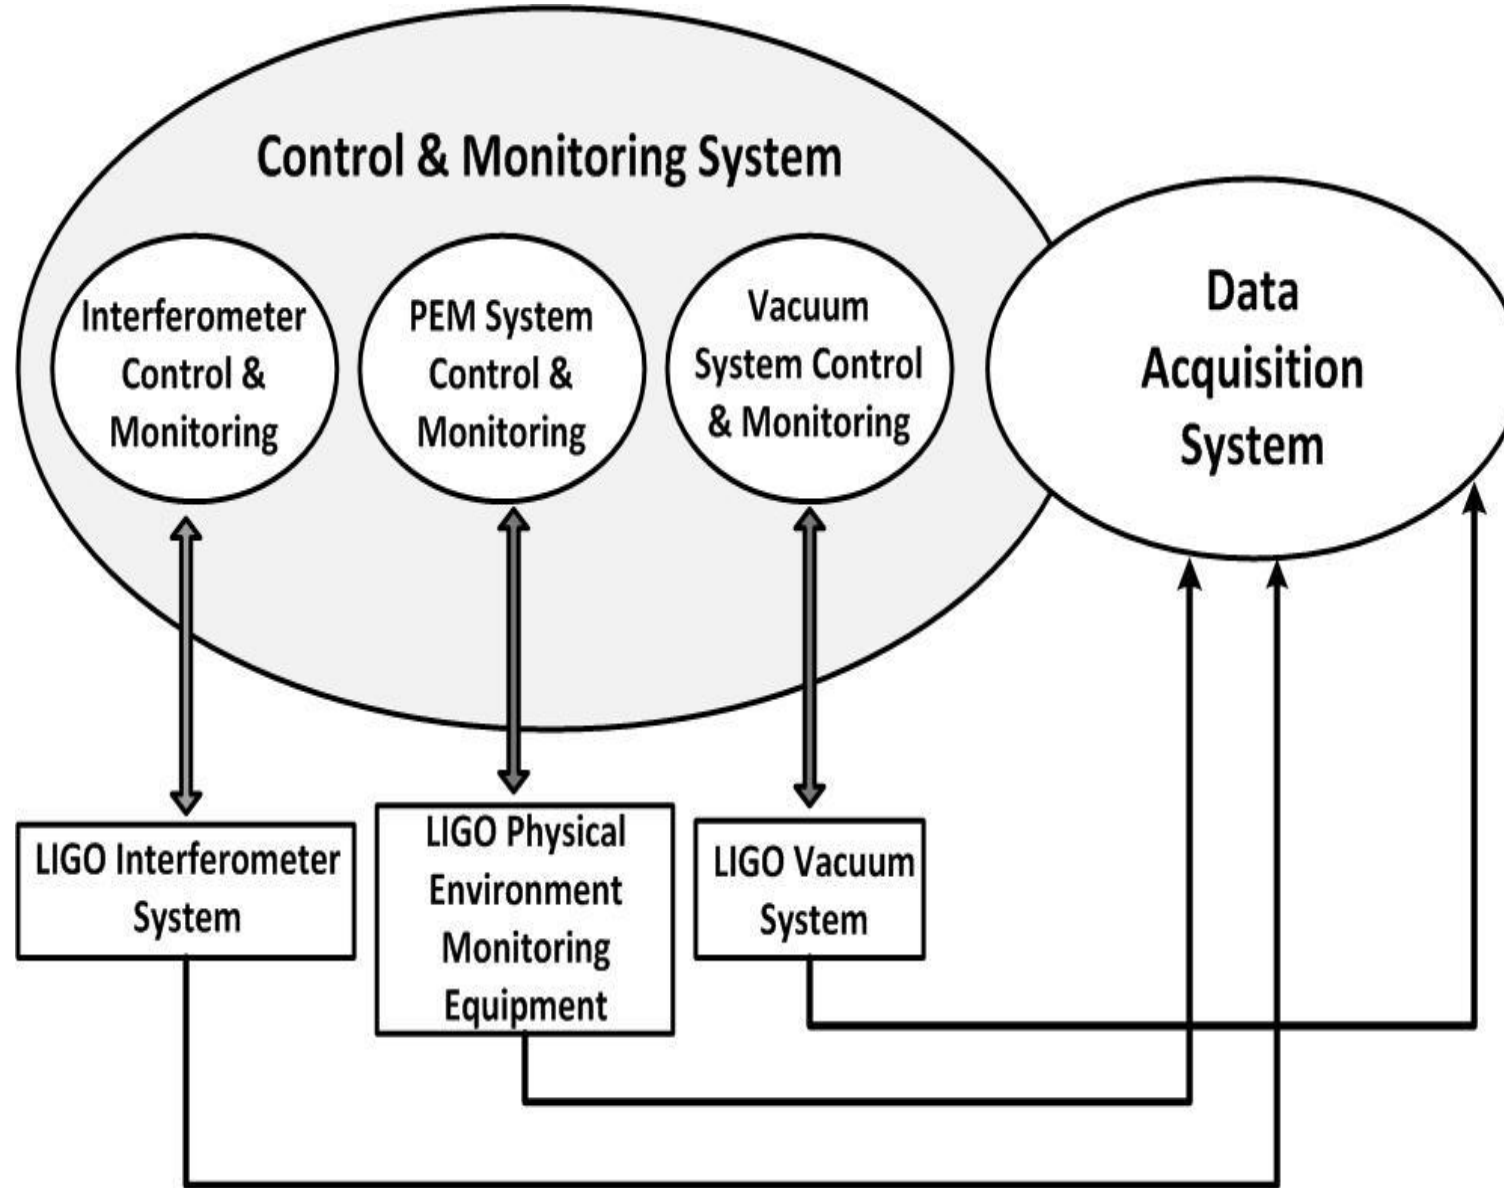 Control & Monitoring System
Interferometer
Control &
Monitoring
PEM System
Control &
Monitoring
Vacuum
System Control
& Monitoring
Data
Acquisition
System
LIGO Interferometer
System
LIGO Physical
Environment
Monitoring
Equipment
LIGO Vacuum
System